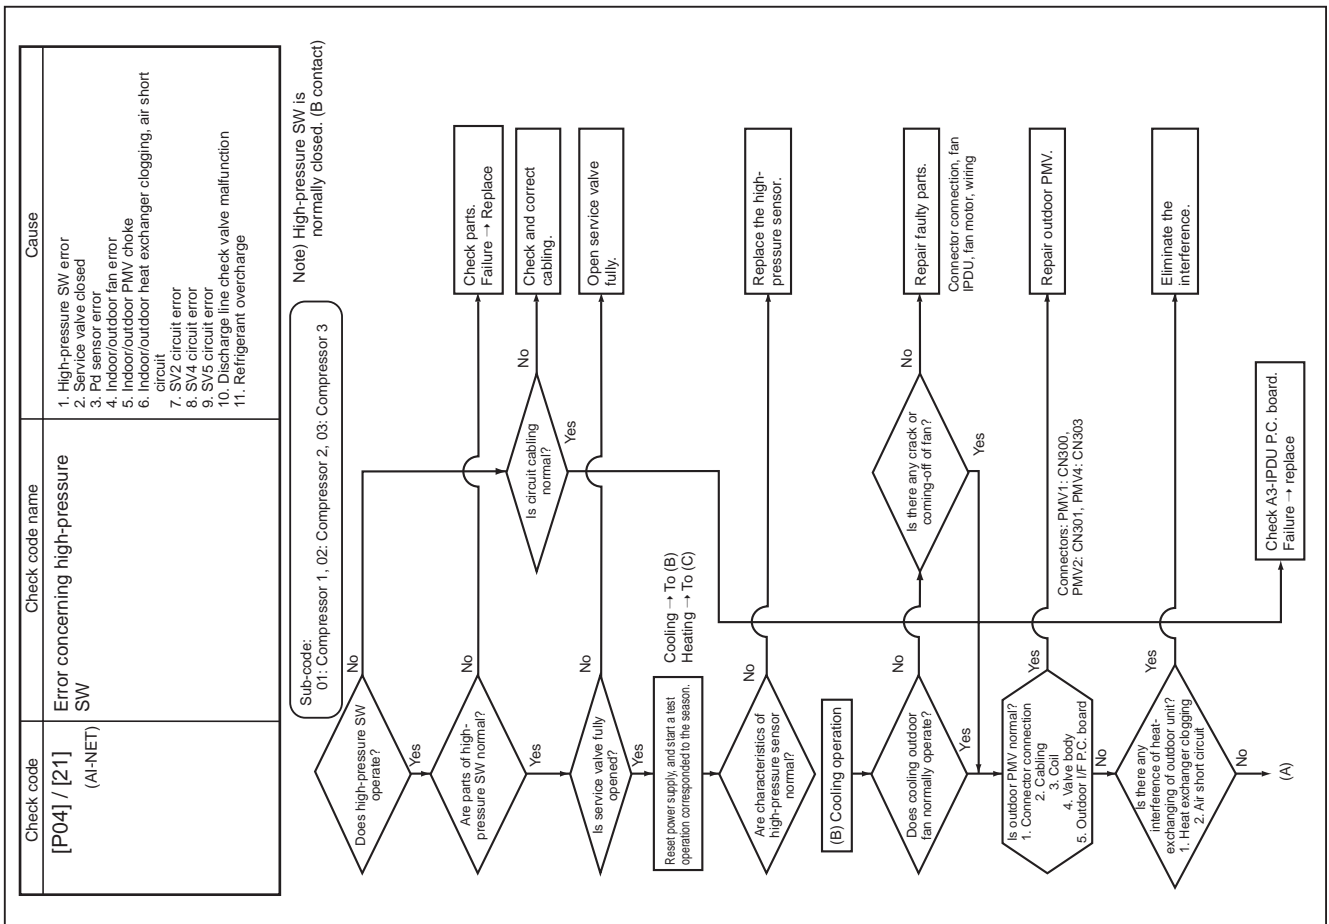 Check code
Check code name
Cause
[P04] / [21]
(AI-NET)
Error concerning high-pressure
SW
1. High-pressure SW error
2. Service valve closed
3. Pd sensor error
4. Indoor/outdoor fan error
5. Indoor/outdoor PMV choke
6. Indoor/outdoor heat exchanger clogging, air short
circuit
7. SV2 circuit error
8. SV4 circuit error
9. SV5 circuit error
10. Discharge line check valve malfunction
11. Refrigerant overcharge
Sub-code:
01: Compressor 1, 02: Compressor 2, 03: Compressor 3
Note) High-pressure SW is
normally closed. (B contact)
Does high-pressure SW
operate?
No
Yes
Are parts of high-
pressure SW normal?
No
Yes
Check parts.
Failure → Replace
Is circuit cabling
normal?
No
Yes
Check and correct
cabling.
Is service valve fully
opened?
No
Yes
Open service valve
fully.
Reset power supply, and start a test
operation corresponded to the season.
Cooling → To (B)
Heating → To (C)
Are characteristics of
high-pressure sensor
normal?
No
Replace the high-
pressure sensor.
(B) Cooling operation
Does cooling outdoor
fan normally operate?
No
Yes
Is there any crack or
coming-off of fan?
No
Yes
Repair faulty parts.
Connector connection, fan
IPDU, fan motor, wiring
Is outdoor PMV normal?
1. Connector connection
2. Cabling
3. Coil
4. Valve body
5. Outdoor I/F P.C. board
Yes
No
Connectors: PMV1: CN300,
PMV2: CN301, PMV4: CN303
Repair outdoor PMV.
Is there any
interference of heat-
exchanging of outdoor unit?
1. Heat exchanger clogging
2. Air short circuit
Yes
No
Eliminate the
interference.
(A)
Check A3-IPDU P.C. board.
Failure → replace